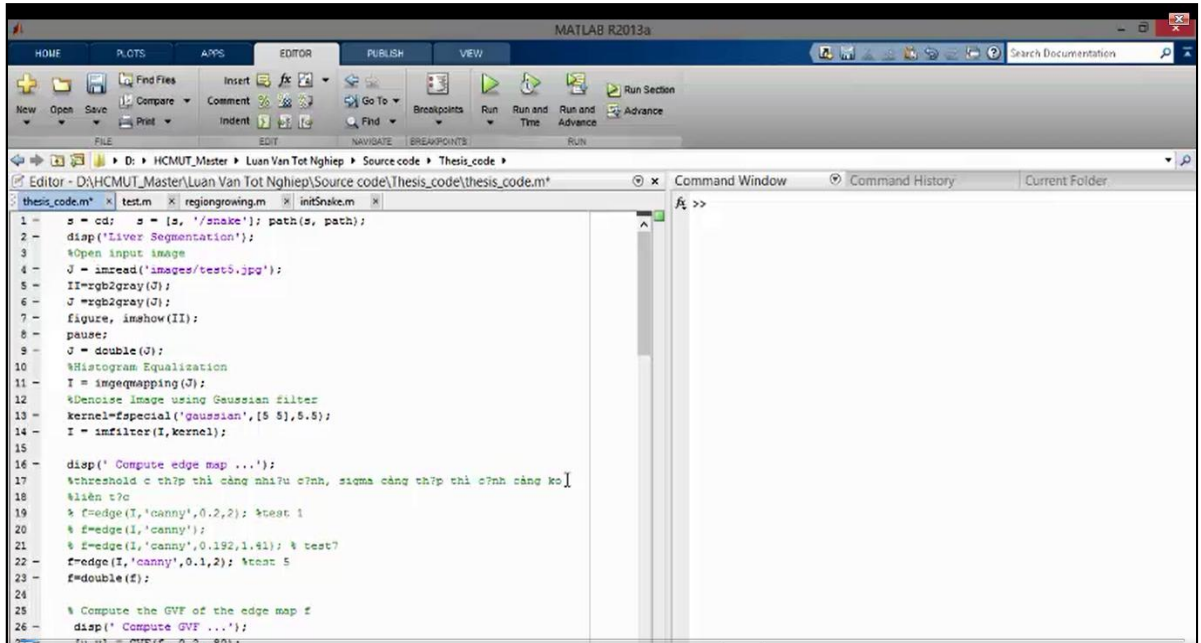 MATLAB R2013a
HOME PLOTS APPS EDITOR PUBLISH VIEW Search Documentation
Find Files Insert fx Run Section
New Open Save Compare Comment Go To Breakpoints Run Run and Time Run and Advance Advance
Print Indent Find
FILE EDIT NAVIGATE BREAKPOINTS RUN
D: HCMUT_Master Luan Van Tot Nghiep Source code Thesis_code
Editor - D:\HCMUT_Master\Luan Van Tot Nghiep\Source code\Thesis_code\thesis_code.m*
Command Window Command History Current Folder
thesis_code.m* test.m regiongrowing.m initSnake.m
fx >>
1 - s = cd; s = [s, '/snake']; path(s, path);
2 - disp('Liver Segmentation');
3 %Open input image
4 - J = imread('images/test5.jpg');
5 - II=rgb2gray(J);
6 - J =rgb2gray(J);
7 - figure, imshow(II);
8 - pause;
9 - J = double(J);
10 %Histogram Equalization
11 - I = imgeqmapping(J);
12 %Denoise Image using Gaussian filter
13 - kernel=fspecial('gaussian',[5 5],5.5);
14 - I = imfilter(I,kernel);
15
16 - disp(' Compute edge map ...');
17 %threshold c th?p thì càng nhi?u c?nh, sigma càng th?p thì c?nh càng ko
18 %liên t?c
19 % f=edge(I,'canny',0.2,2); %test 1
20 % f=edge(I,'canny');
21 % f=edge(I,'canny',0.192,1.41); % test7
22 - f=edge(I,'canny',0.1,2); %test 5
23 - f=double(f);
24
25 % Compute the GVF of the edge map f
26 - disp(' Compute GVF ...');